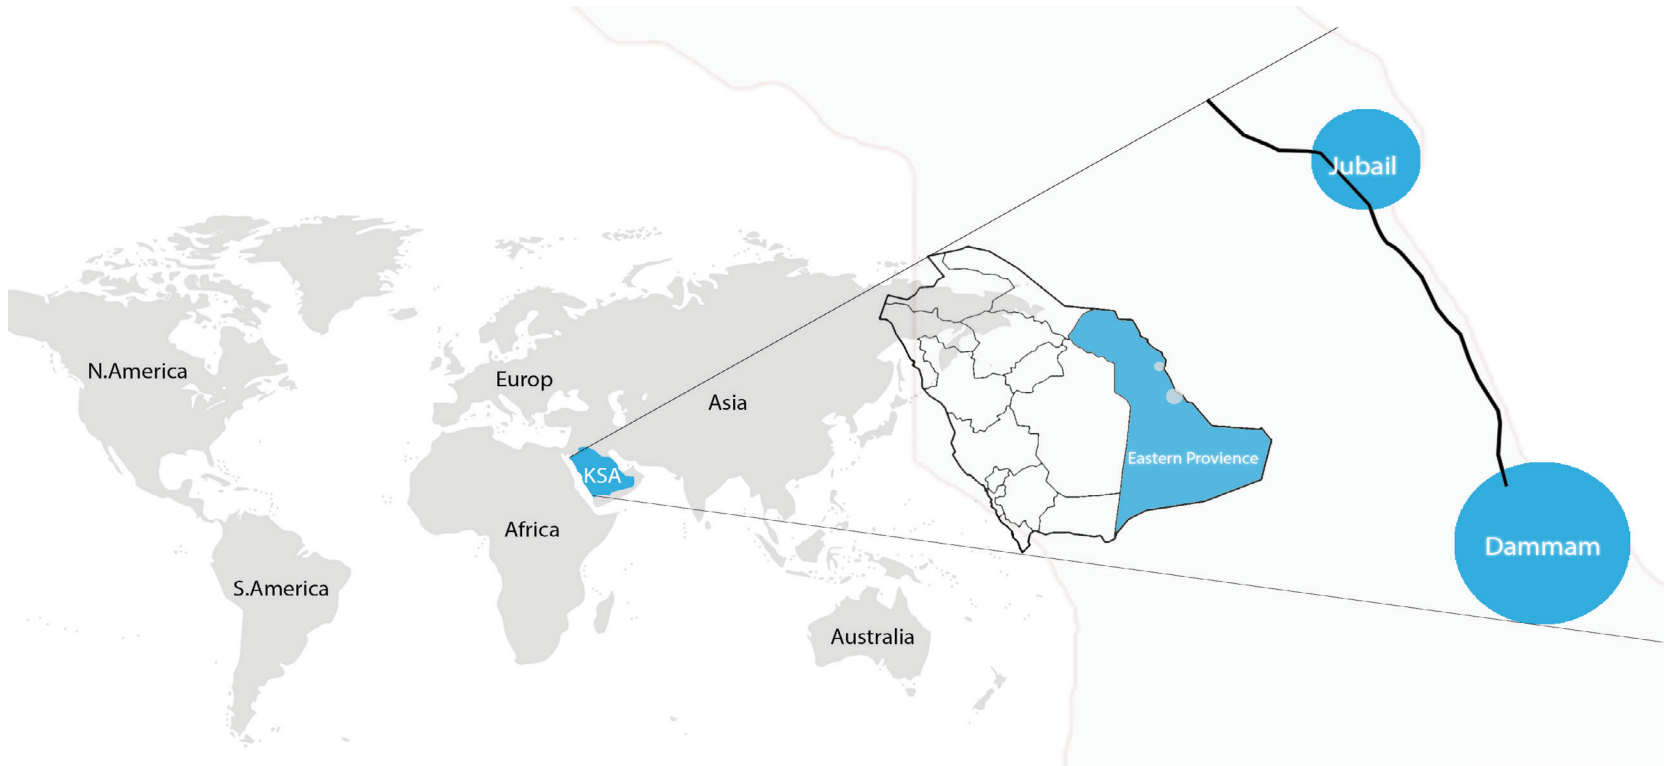 N.America
Europ
Asia
KSA
Africa
S.America
Australia
Eastern Provience
Jubail
Dammam